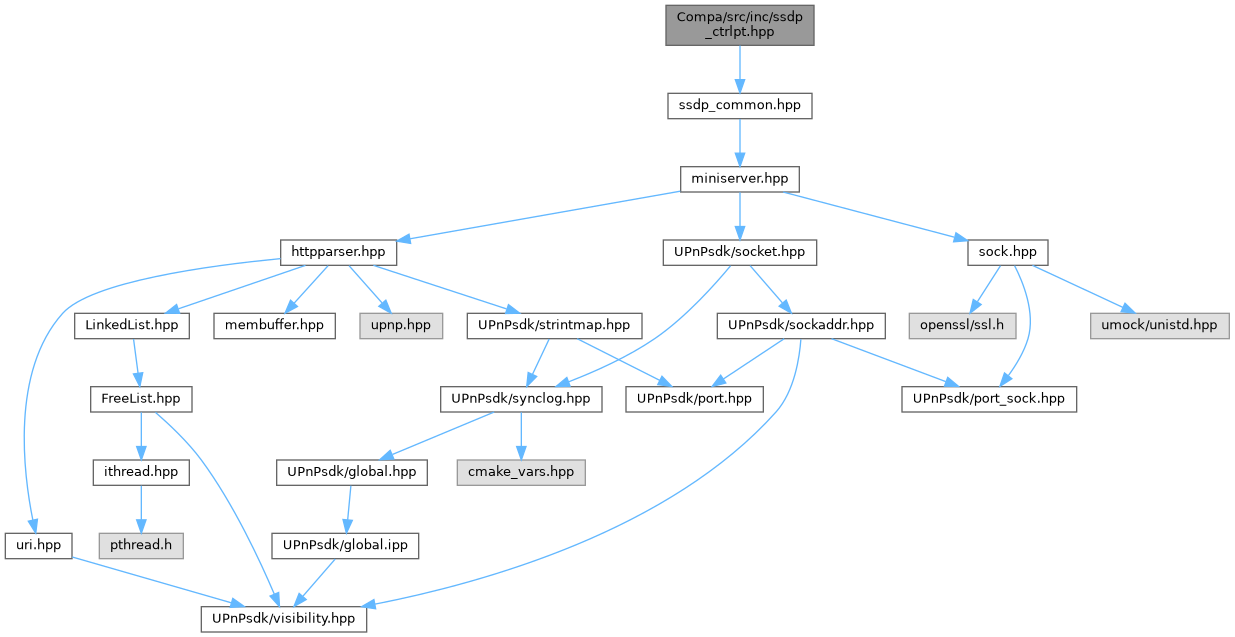 Compa/src/inc/ssdp
_ctrlpt.hpp
ssdp_common.hpp
miniserver.hpp
httpparser.hpp
UPnPsdk/socket.hpp
sock.hpp
LinkedList.hpp
membuffer.hpp
upnp.hpp
UPnPsdk/strintmap.hpp
UPnPsdk/sockaddr.hpp
openssl/ssl.h
umock/unistd.hpp
FreeList.hpp
UPnPsdk/synclog.hpp
UPnPsdk/port.hpp
UPnPsdk/port_sock.hpp
ithread.hpp
UPnPsdk/global.hpp
cmake_vars.hpp
uri.hpp
pthread.h
UPnPsdk/global.ipp
UPnPsdk/visibility.hpp